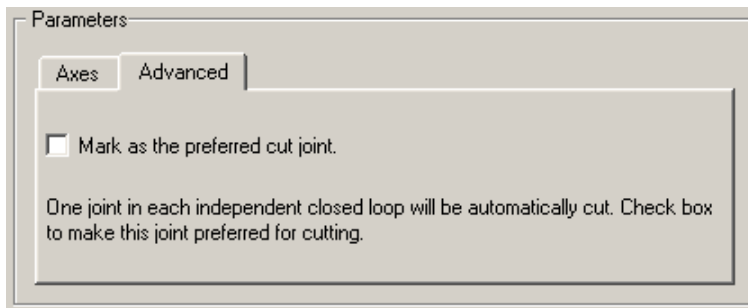 Parameters
Axes Advanced
Mark as the preferred cut joint.
One joint in each independent closed loop will be automatically cut. Check box
to make this joint preferred for cutting.